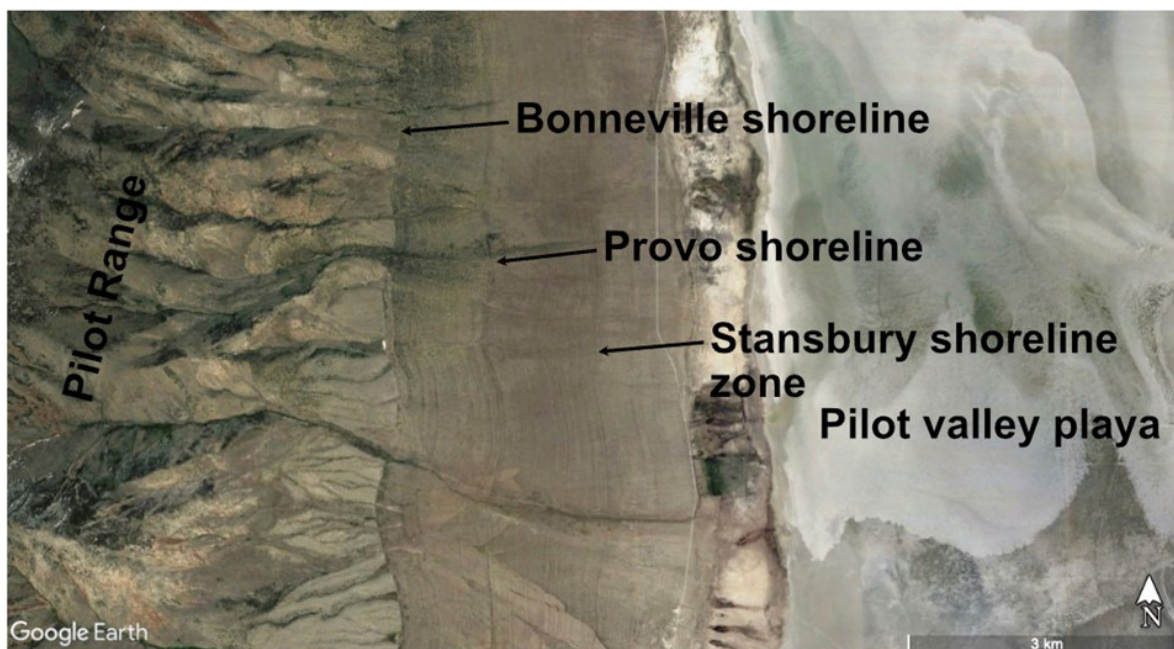 Bonneville shoreline
Pilot Range
Provo shoreline
Stansbury shoreline
zone
Pilot valley playa
Google Earth
N
3 km